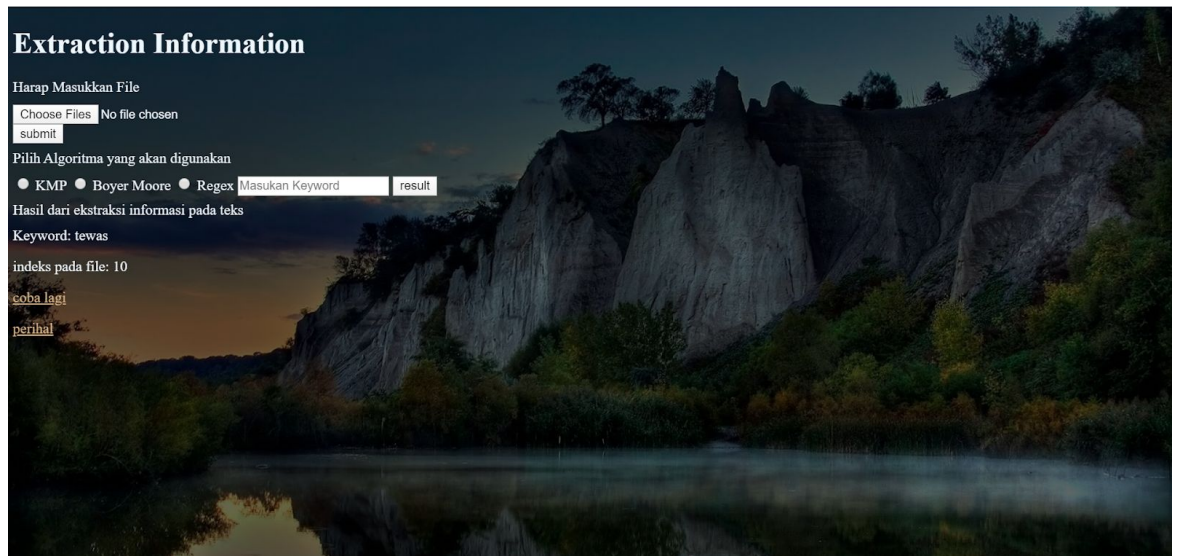 Extraction Information
Harap Masukkan File
Choose Files No file chosen
submit
Pilih Algoritma yang akan digunakan
KMP Boyer Moore Regex Masukan Keyword result
Hasil dari ekstraksi informasi pada teks
Keyword: tewas
indeks pada file: 10
coba lagi
perihal